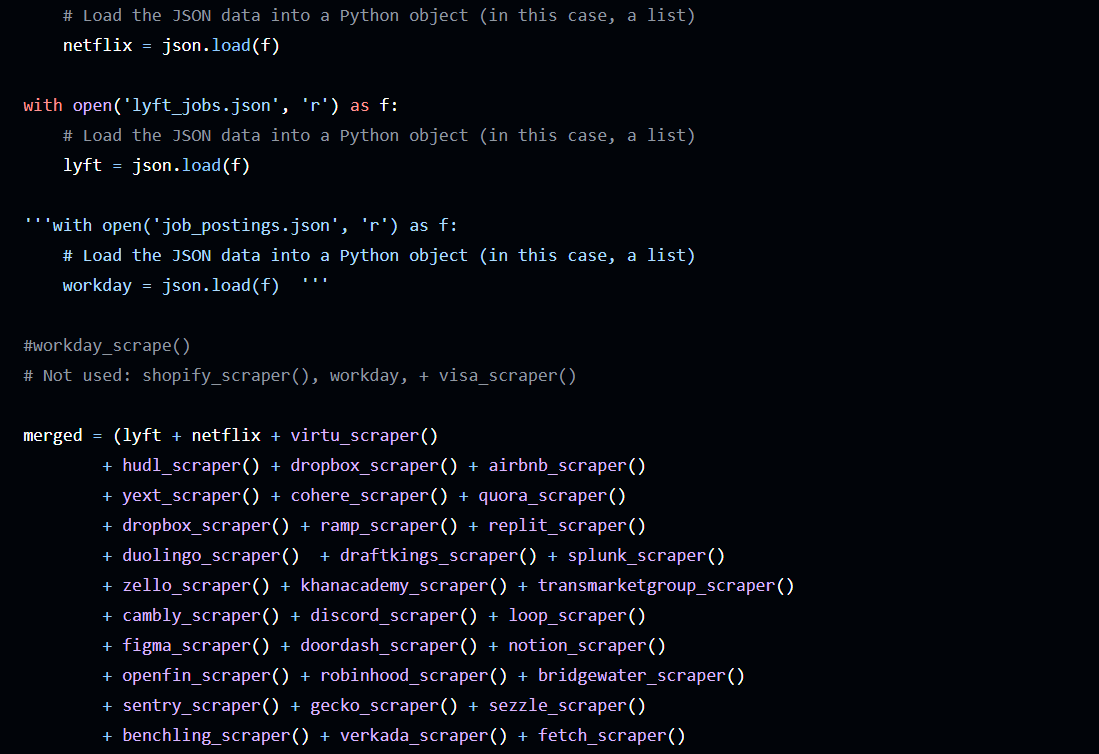 # Load the JSON data into a Python object (in this case, a list)
netflix = json.load(f)
with open('lyft_jobs.json', 'r') as f:
# Load the JSON data into a Python object (in this case, a list)
lyft = json.load(f)
'''with open('job_postings.json', 'r') as f:
# Load the JSON data into a Python object (in this case, a list)
workday = json.load(f)  '''
#workday_scrape()
# Not used: shopify_scraper(), workday, + visa_scraper()
merged = (lyft + netflix + virtu_scraper()
+ hudl_scraper() + dropbox_scraper() + airbnb_scraper()
+ yext_scraper() + cohere_scraper() + quora_scraper()
+ dropbox_scraper() + ramp_scraper() + replit_scraper()
+ duolingo_scraper()  + draftkings_scraper() + splunk_scraper()
+ zello_scraper() + khanacademy_scraper() + transmarketgroup_scraper()
+ cambly_scraper() + discord_scraper() + loop_scraper()
+ figma_scraper() + doordash_scraper() + notion_scraper()
+ openfin_scraper() + robinhood_scraper() + bridgewater_scraper()
+ sentry_scraper() + gecko_scraper() + sezzle_scraper()
+ benchling_scraper() + verkada_scraper() + fetch_scraper()